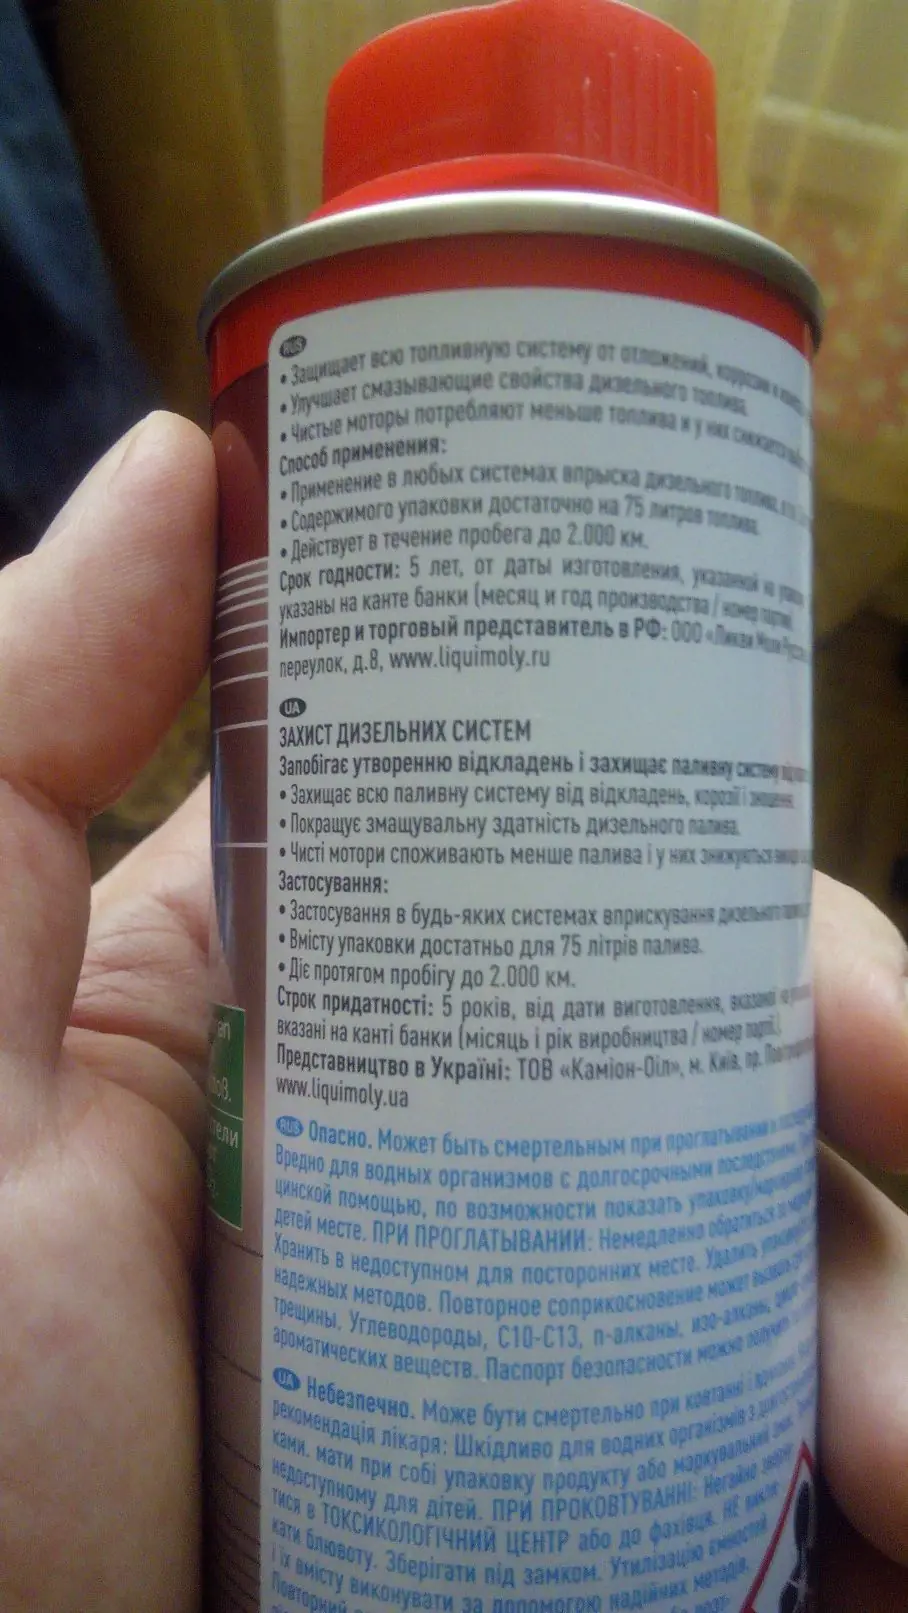 RUS
• Защищает всю топливную систему от отложений, коррозии и
• Улучшает смазывающие свойства дизельного топлива.
• Чистые моторы потребляют меньше топлива и у них снижается
Способ применения:
• Применение в любых системах впрыска дизельного топлива,
• Содержимого упаковки достаточно на 75 литров топлива.
• Действует в течение пробега до 2.000 км.
Срок годности: 5 лет, от даты изготовления, указанной на
указаны на канте банки (месяц и год производства / номер партии)
Импортер и торговый представитель в РФ: ООО «Ликви Моли
переулок, д.8, www.liquimoly.ru
UA
ЗАХИСТ ДИЗЕЛЬНИХ СИСТЕМ
Запобігає утворенню відкладень і захищає паливну систему
• Захищає всю паливну систему від відкладень, корозії і зношення.
• Покращує змащувальну здатність дизельного палива.
• Чисті мотори споживають менше палива і у них знижуються
Застосування:
• Застосування в будь-яких системах вприскування дизельного
• Вмісту упаковки достатньо для 75 літрів палива.
• Діє протягом пробігу до 2.000 км.
Строк придатності: 5 років, від дати виготовлення, вказаної на
вказані на канті банки (місяць і рік виробництва / номер партії.)
Представництво в Україні: ТОВ «Каміон-Оіл», м. Київ, пр.
www.liquimoly.ua
RUS Опасно. Может быть смертельным при проглатывании и
Вредно для водных организмов с долгосрочными последствиями.
цинской помощью, по возможности показать упаковку/маркировку
детей месте. ПРИ ПРОГЛАТЫВАНИИ: Немедленно обратиться за
Хранить в недоступном для посторонних месте. Удалить упаковку
надежных методов. Повторное соприкосновение может вызвать
трещины. Углеводороды, C10-C13, n-алканы, изо-алканы,
ароматических веществ. Паспорт безопасности можно получить
UA Небезпечно. Може бути смертельно при ковтанні і
рекомендація лікаря: Шкідливо для водних організмів з
ками. мати при собі упаковку продукту або маркувальний знак.
недоступному для дітей. ПРИ ПРОКОВТУВАННІ: Негайно
тися в ТОКСИКОЛОГІЧНИЙ ЦЕНТР або до фахівця. НЕ
кати блювоту. Зберігати під замком. Утилизацію ємностей
і їх вмісту виконувати за допомогою надійних методів.
Повторний